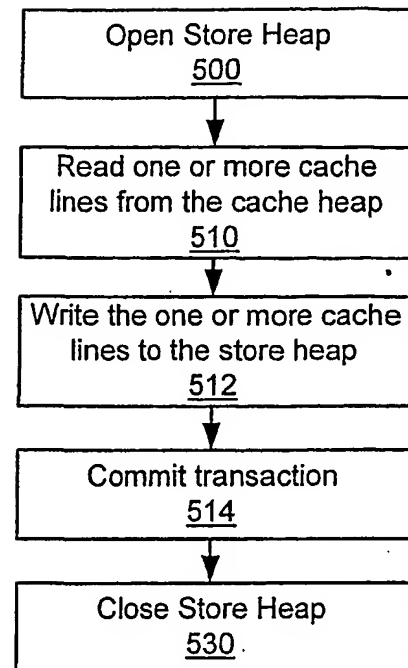 Open Store Heap
500
Read one or more cache
lines from the cache heap
510
Write the one or more cache
lines to the store heap
512
Commit transaction
514
Close Store Heap
530